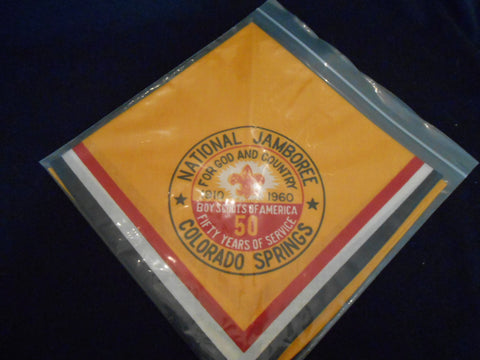 NATIONAL JAMBOREE
FOR GOD AND COUNTRY
1910 1960
BOY SCOUTS OF AMERICA
50
FIFTY YEARS OF SERVICE
COLORADO SPRINGS